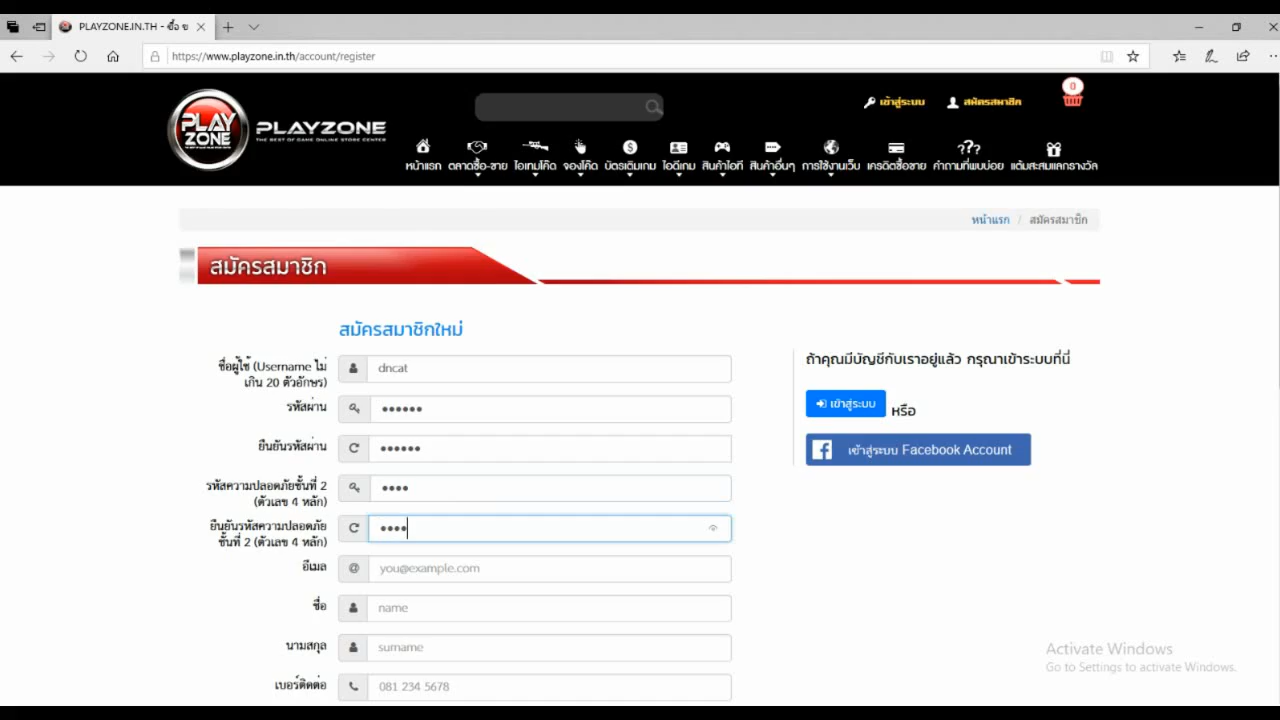 PLAYZONE.IN.TH - ซื้อ ข
https://www.playzone.in.th/account/register
PLAY ZONE
PLAYZONE
THE BEST OF GAME ONLINE STORE CENTER
เข้าสู่ระบบ
สมัครสมาชิก
0
หน้าแรก
ตลาดซื้อ-ขาย
ไอเทมโค๊ด
จองโค๊ด
บัตรเติมเกม
ไอดีเกม
สินค้าไอที
สินค้าอื่นๆ
การใช้งานเว็บ
เครดิตซื้อขาย
คำถามที่พบบ่อย
แต้มสะสมแลกรางวัล
หน้าแรก / สมัครสมาชิก
สมัครสมาชิก
สมัครสมาชิกใหม่
ชื่อผู้ใช้ (Username ไม่
เกิน 20 ตัวอักษร)
dncat
รหัสผ่าน
••••••
ยืนยันรหัสผ่าน
••••••
รหัสความปลอดภัยชั้นที่ 2
(ตัวเลข 4 หลัก)
••••
ยืนยันรหัสความปลอดภัย
ชั้นที่ 2 (ตัวเลข 4 หลัก)
••••
อีเมล
you@example.com
ชื่อ
name
นามสกุล
surname
เบอร์ติดต่อ
081 234 5678
ถ้าคุณมีบัญชีกับเราอยู่แล้ว กรุณาเข้าระบบที่นี่
เข้าสู่ระบบ หรือ
เข้าสู่ระบบ Facebook Account
Activate Windows
Go to Settings to activate Windows.